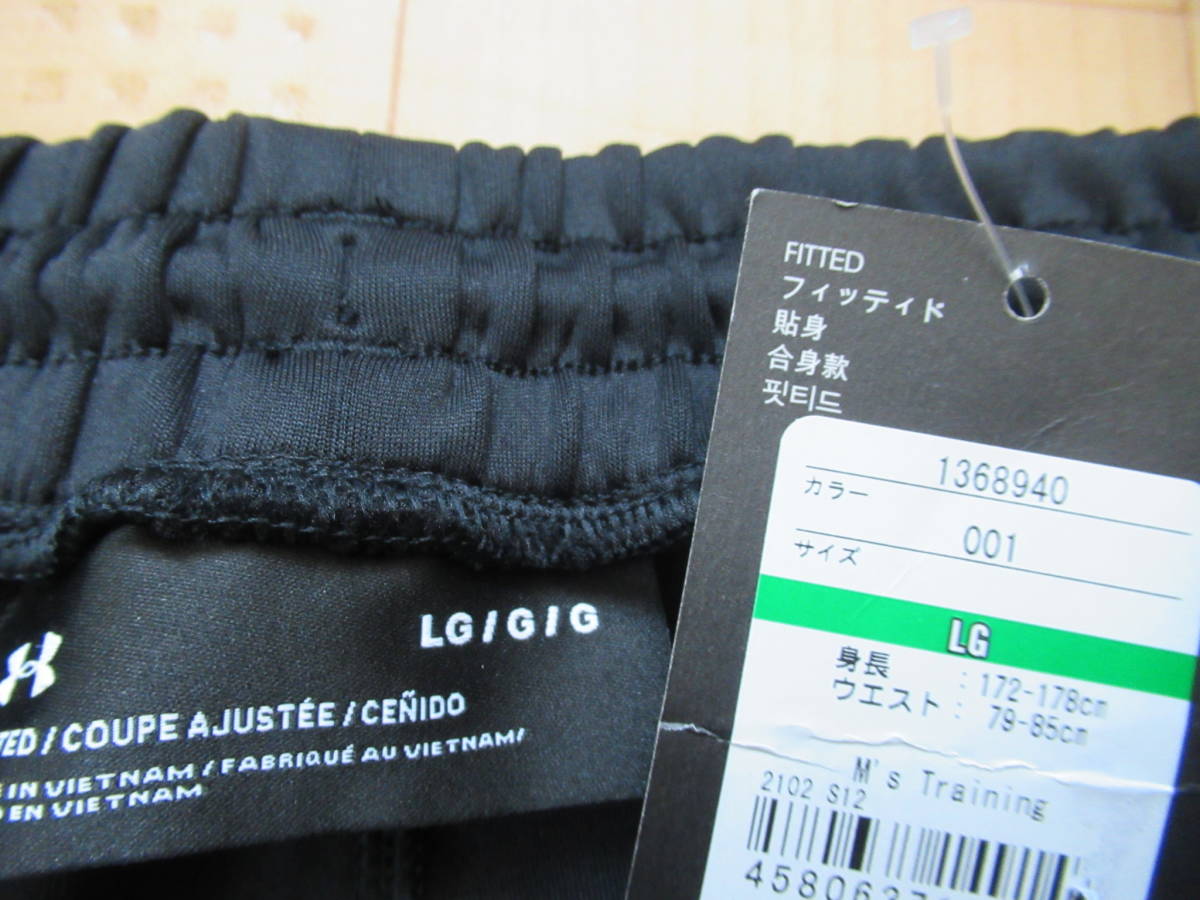 LG / G / G
/ COUPE AJUSTÉE / CEÑIDO
IN VIETNAM / FABRIQUÉ AU VIETNAM/
EN VIETNAM
FITTED
フィッティド
貼身
合身款
핏티드
1368940
カラー
001
サイズ
LG
身長 : 172-178cm
ウエスト : 79-85cm
M's Training
2102 S12